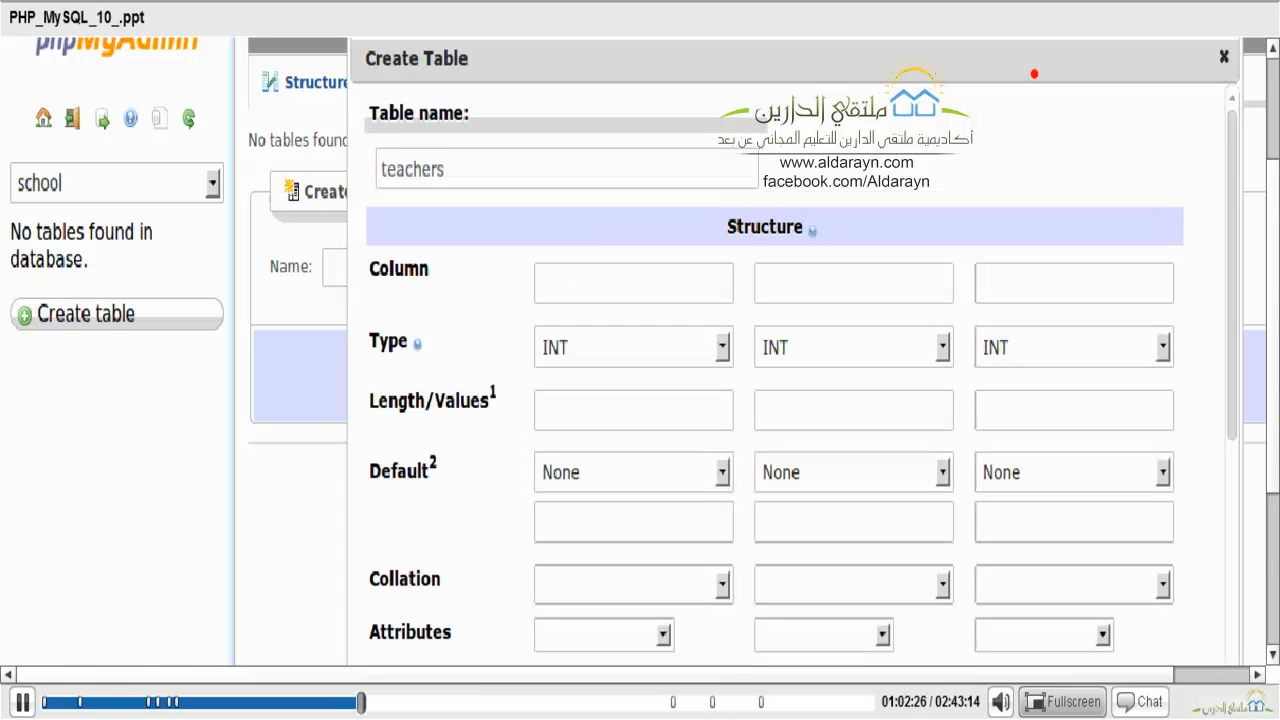 PHP_MySQL_10_.ppt
phpMyAdmin
Structure
Create Table
Table name:
ملتقى الدارين
أكاديمية ملتقي الدارين للتعليم المجاني عن بعد
www.aldarayn.com
facebook.com/Aldarayn
No tables found
teachers
school
Create
No tables found in
database.
Structure
Name:
Column
Create table
Type
INT
INT
INT
Length/Values1
Default2
None
None
None
Collation
Attributes
01:02:26 / 02:43:14
Fullscreen
Chat
ملتقى الدارين